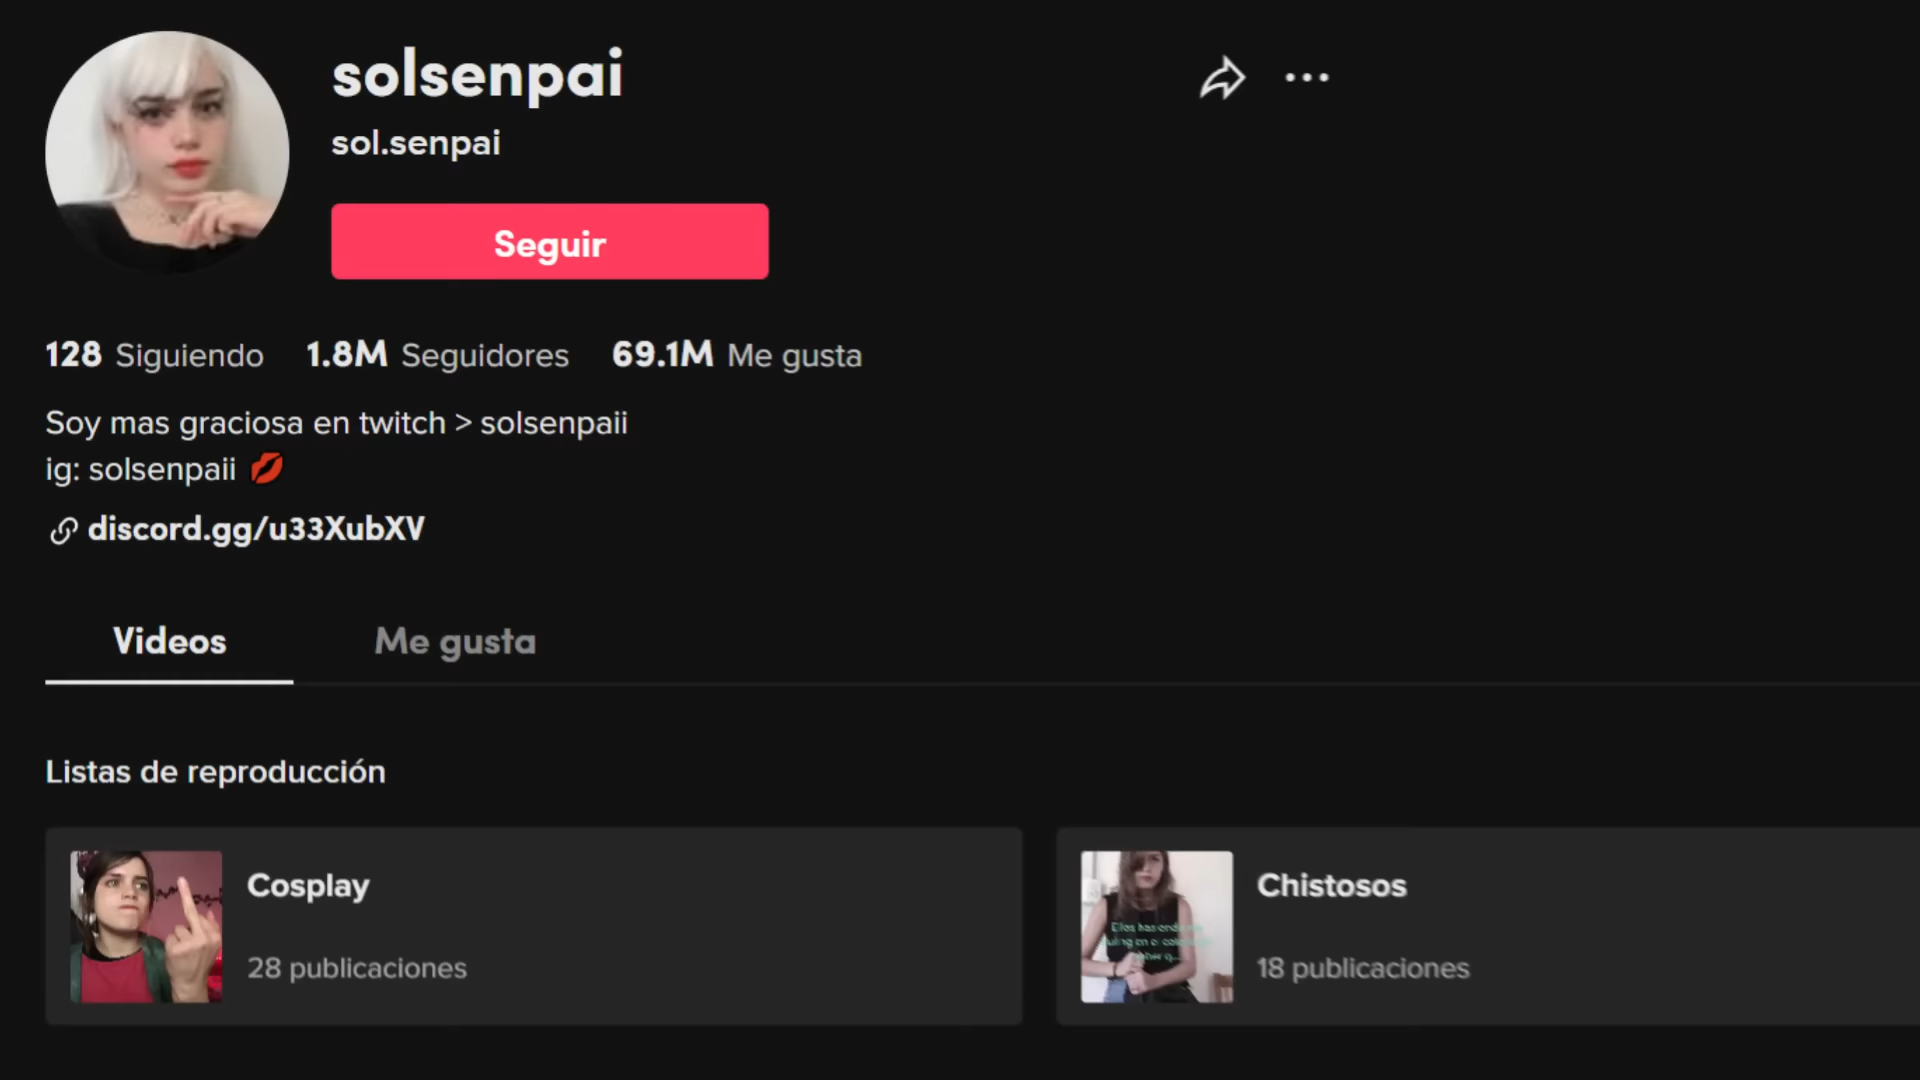 solsenpai
sol.senpai
Seguir
128 Siguiendo 1.8M Seguidores 69.1M Me gusta
Soy mas graciosa en twitch > solsenpaii
ig: solsenpaii 💋
discord.gg/u33XubXV
Videos Me gusta
Listas de reproducción
Cosplay
28 publicaciones
Chistosos
18 publicaciones